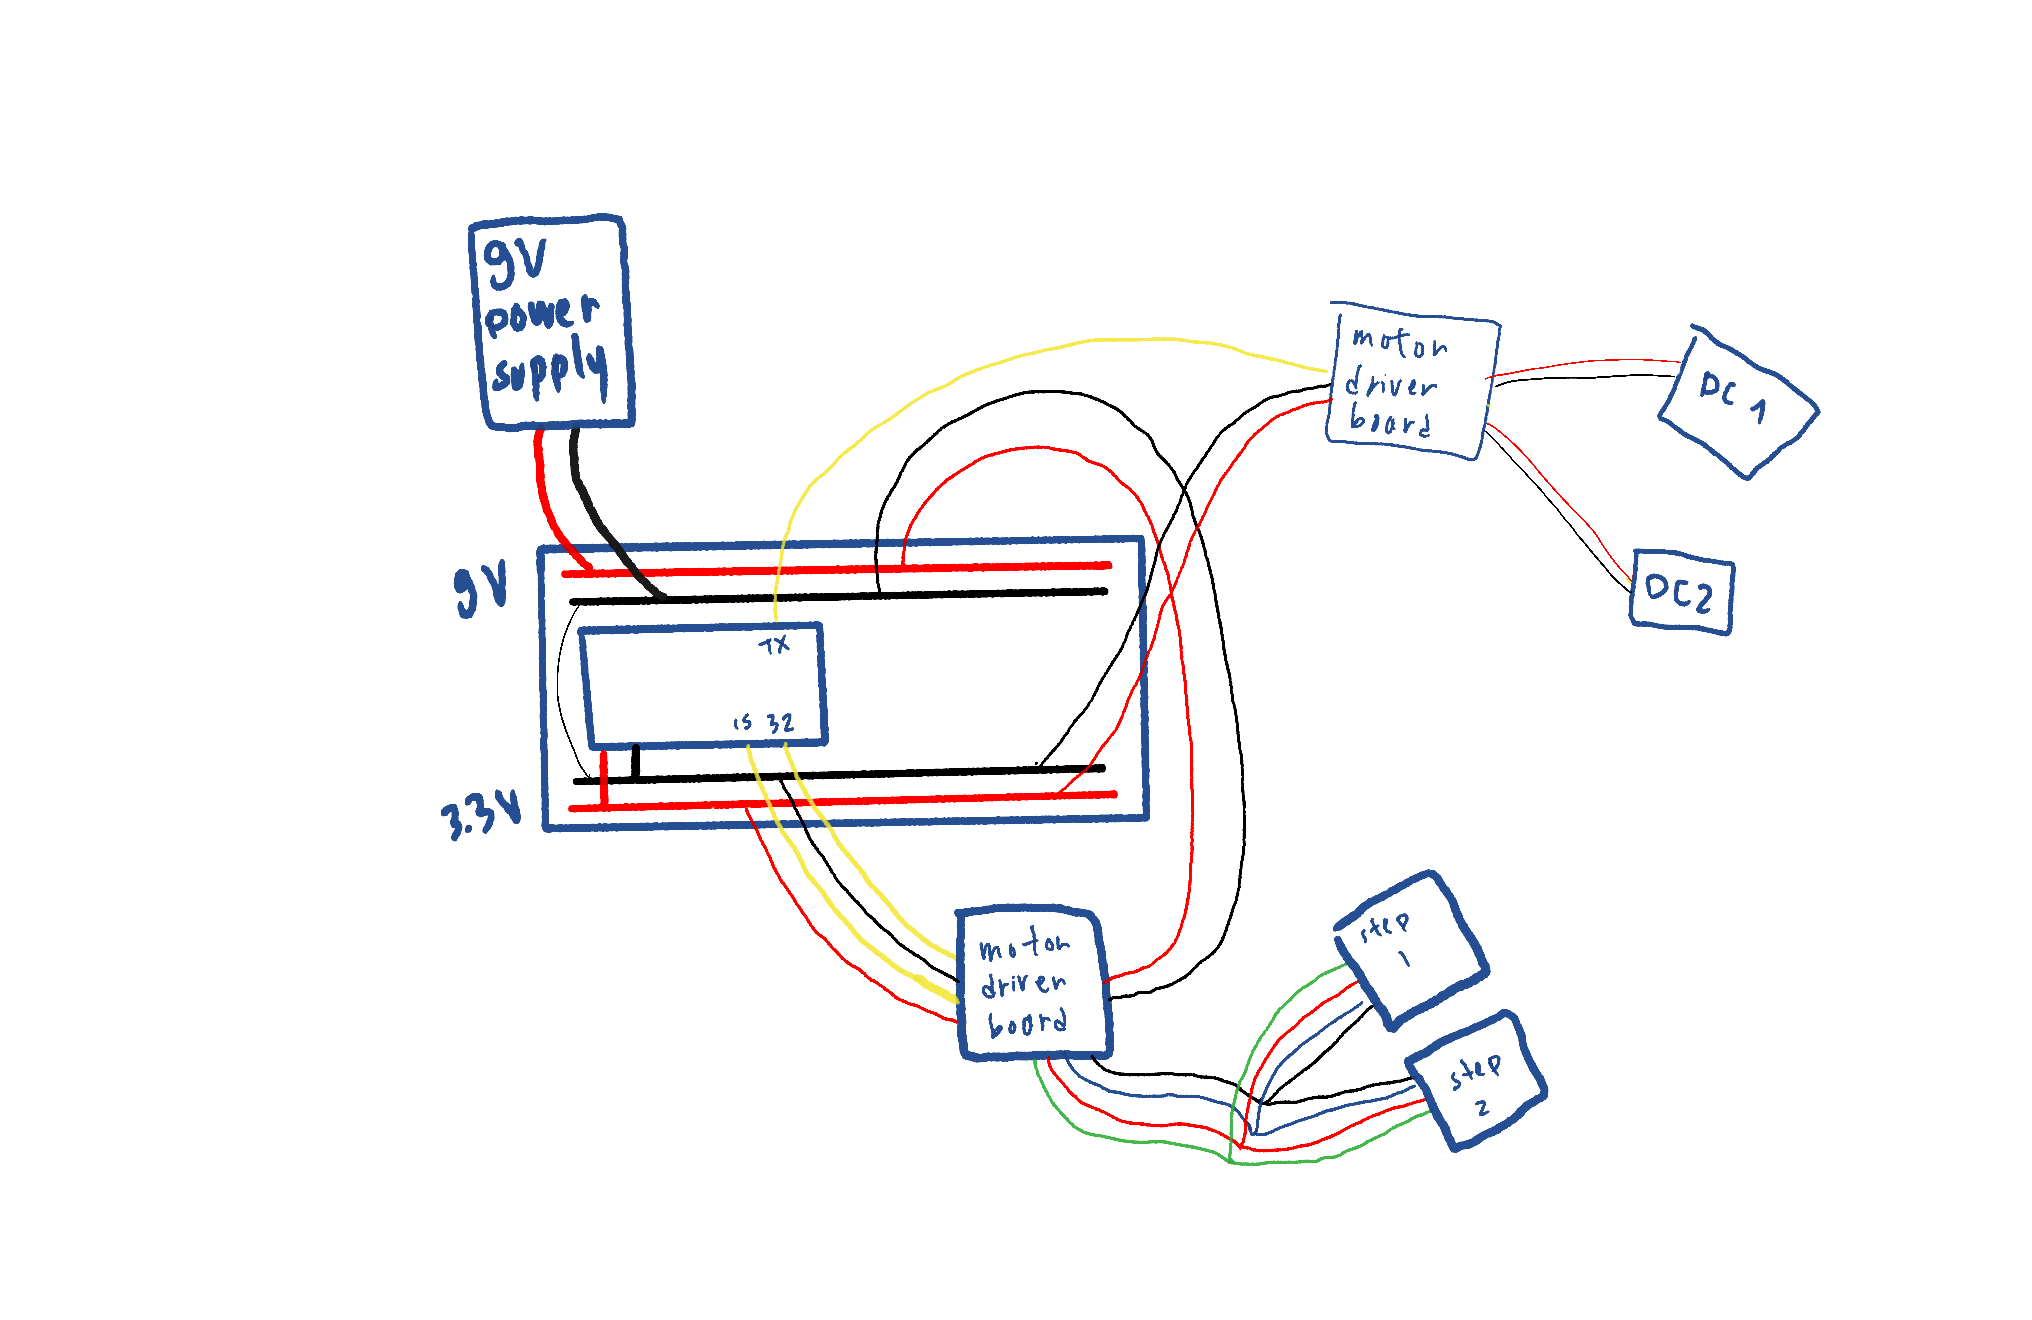 9V
power
supply
motor
driver
board
DC 1
9V
DC2
TX
15 32
3.3V
step
1
motor
driver
board
step
2